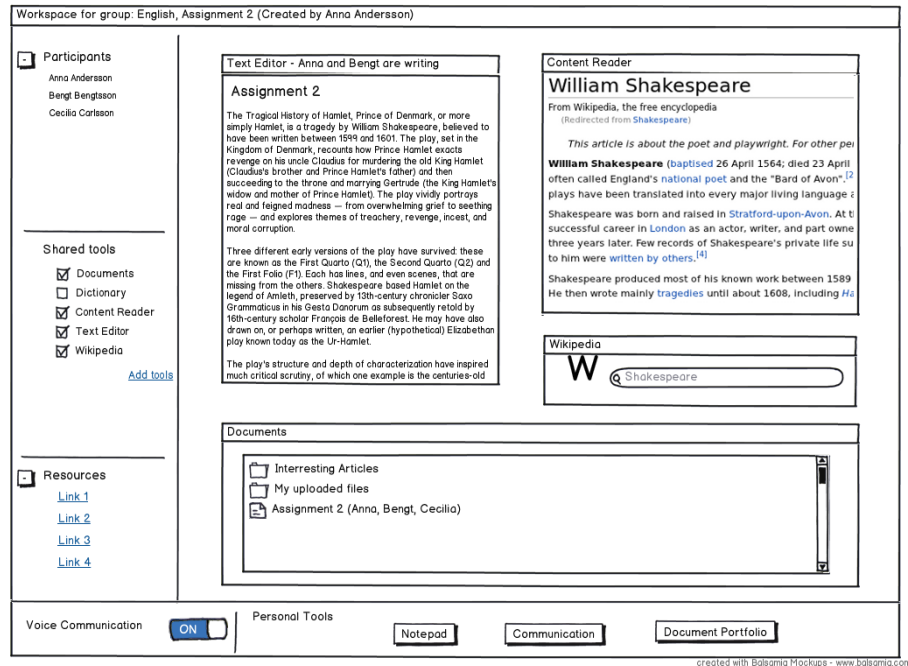 Workspace for group: English, Assignment 2 (Created by Anna Andersson)
Participants
Anna Andersson
Bengt Bengtsson
Cecilia Carlsson
Shared tools
Documents
Dictionary
Content Reader
Text Editor
Wikipedia
Add tools
Resources
Link 1
Link 2
Link 3
Link 4
Text Editor - Anna and Bengt are writing
Assignment 2
The Tragical History of Hamlet, Prince of Denmark, or more
simply Hamlet, is a tragedy by William Shakespeare, believed to
have been written between 1599 and 1601. The play, set in the
Kingdom of Denmark, recounts how Prince Hamlet exacts
revenge on his uncle Claudius for murdering the old King Hamlet
(Claudius's brother and Prince Hamlet's father) and then
succeeding to the throne and marrying Gertrude (the King Hamlet's
widow and mother of Prince Hamlet). The play vividly portrays
real and feigned madness — from overwhelming grief to seething
rage — and explores themes of treachery, revenge, incest, and
moral corruption.
Three different early versions of the play have survived: these
are known as the First Quarto (Q1), the Second Quarto (Q2) and
the First Folio (F1). Each has lines, and even scenes, that are
missing from the others. Shakespeare based Hamlet on the
legend of Amleth, preserved by 13th-century chronicler Saxo
Grammaticus in his Gesta Danorum as subsequently retold by
16th-century scholar François de Belleforest. He may have also
drawn on, or perhaps written, an earlier (hypothetical) Elizabethan
play known today as the Ur-Hamlet.
The play's structure and depth of characterization have inspired
much critical scrutiny, of which one example is the centuries-old
Content Reader
William Shakespeare
From Wikipedia, the free encyclopedia
(Redirected from Shakespeare)
This article is about the poet and playwright. For other per
William Shakespeare (baptised 26 April 1564; died 23 April
often called England's national poet and the "Bard of Avon".[2
plays have been translated into every major living language a
Shakespeare was born and raised in Stratford-upon-Avon. At t
successful career in London as an actor, writer, and part owne
three years later. Few records of Shakespeare's private life su
to him were written by others.[4]
Shakespeare produced most of his known work between 1589
He then wrote mainly tragedies until about 1608, including Ha
Wikipedia
W
Shakespeare
Documents
Interresting Articles
My uploaded files
Assignment 2 (Anna, Bengt, Cecilia)
Voice Communication
ON
Personal Tools
Notepad
Communication
Document Portfolio
created with Balsamiq Mockups - www.balsamiq.con